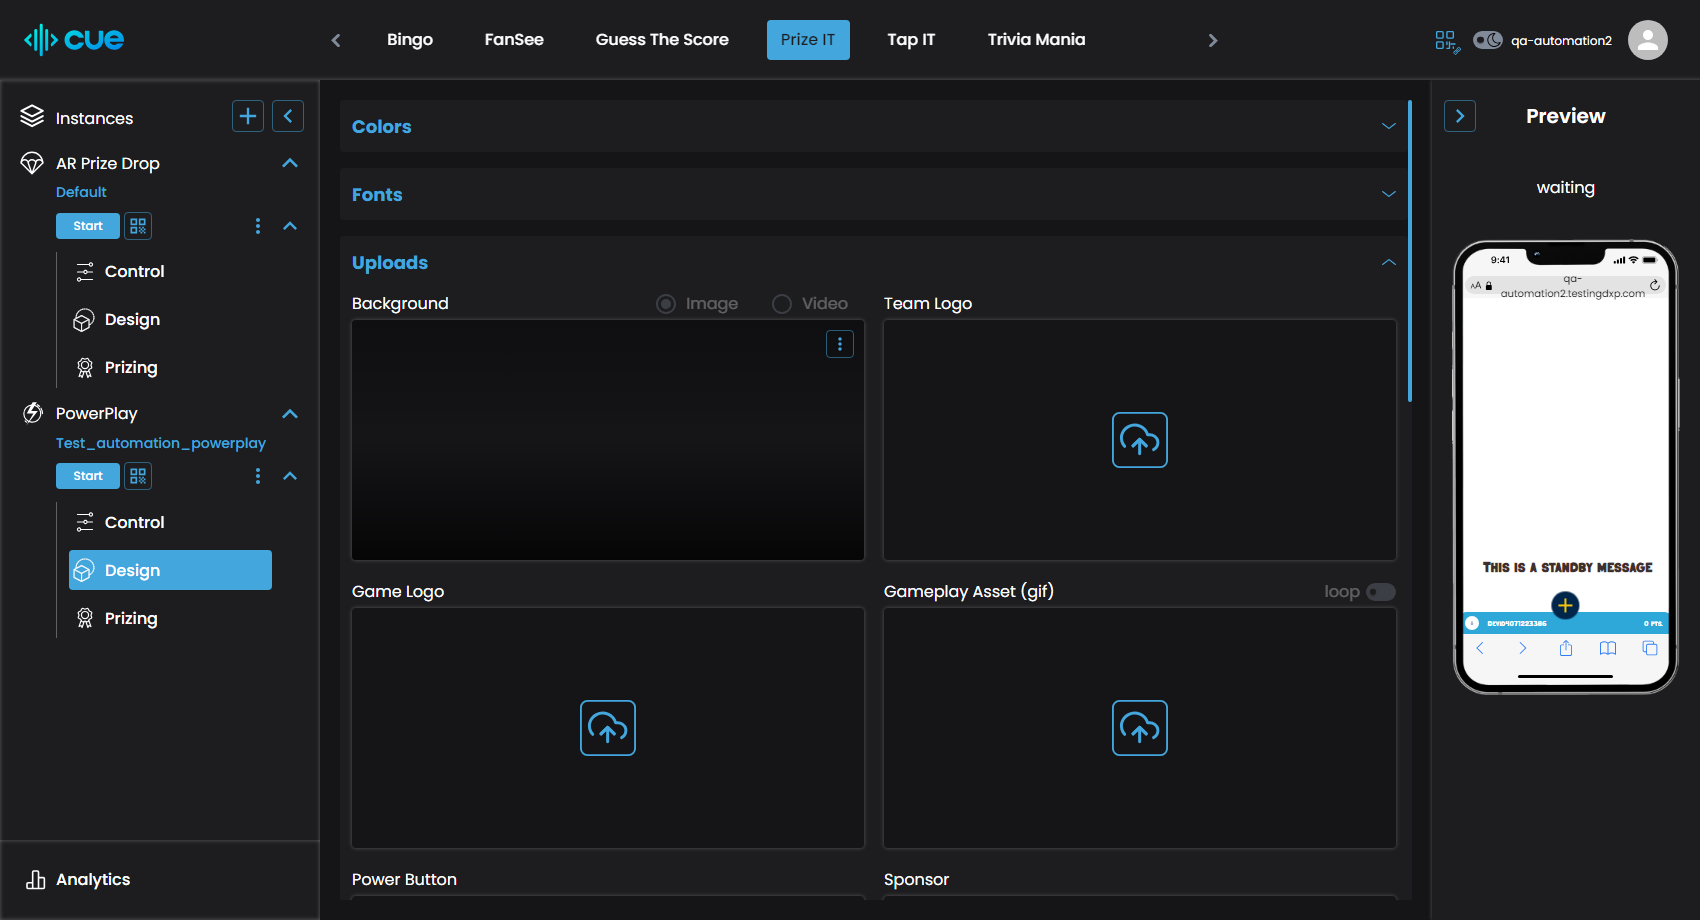 cue
Bingo
FanSee
Guess The Score
Prize IT
Tap IT
Trivia Mania
qa-automation2
Instances
AR Prize Drop
Default
Start
Control
Design
Prizing
PowerPlay
Test_automation_powerplay
Start
Control
Design
Prizing
Analytics
Colors
Fonts
Uploads
Background
Image
Video
Team Logo
Game Logo
Gameplay Asset (gif)
loop
Power Button
Sponsor
Preview
waiting
9:41
AA
qa-
automation2.testingdxp.com
This is a standby message
DEVID4071223386
0 PTS.